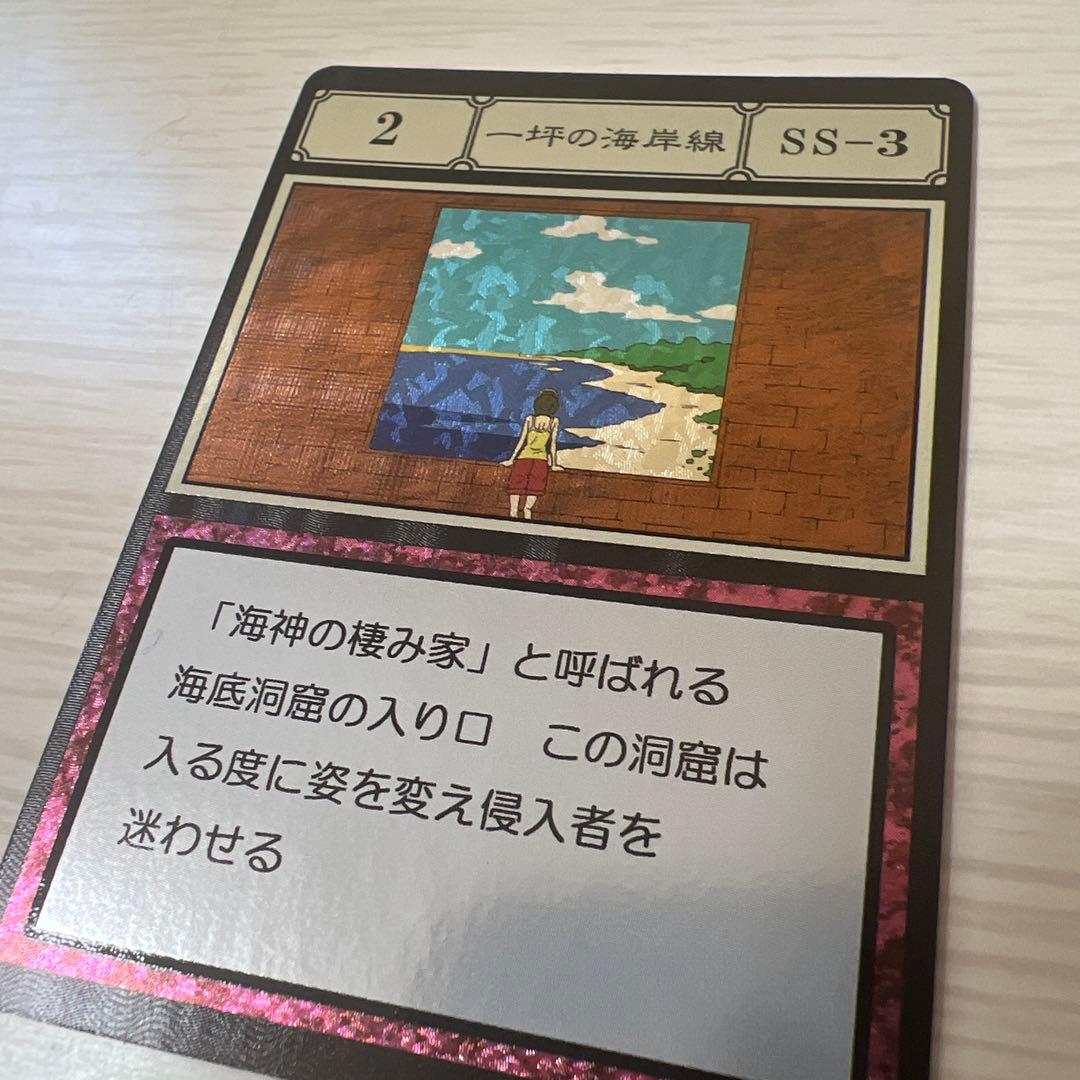 2 一坪の海岸線 SS-3
「海神の棲み家」と呼ばれる
海底洞窟の入り口　この洞窟は
入る度に姿を変え侵入者を
迷わせる